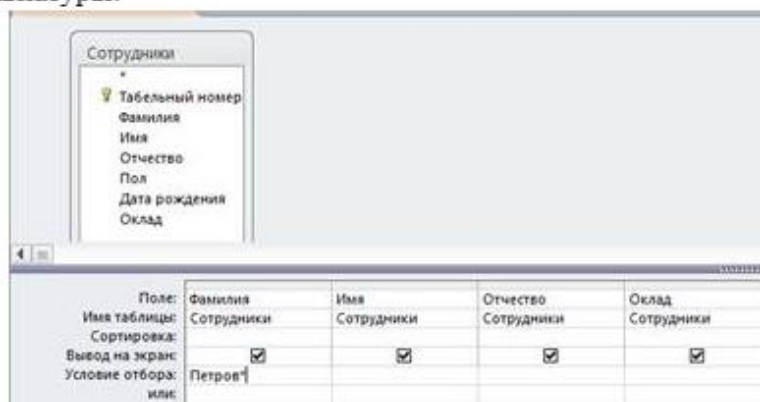 Сотрудники
*
Табельный номер
Фамилия
Имя
Отчество
Пол
Дата рождения
Оклад
Поле: Фамилия Имя Отчество Оклад
Имя таблицы: Сотрудники Сотрудники Сотрудники Сотрудники
Сортировка:
Вывод на экран:
Условие отбора: Петров*
или: